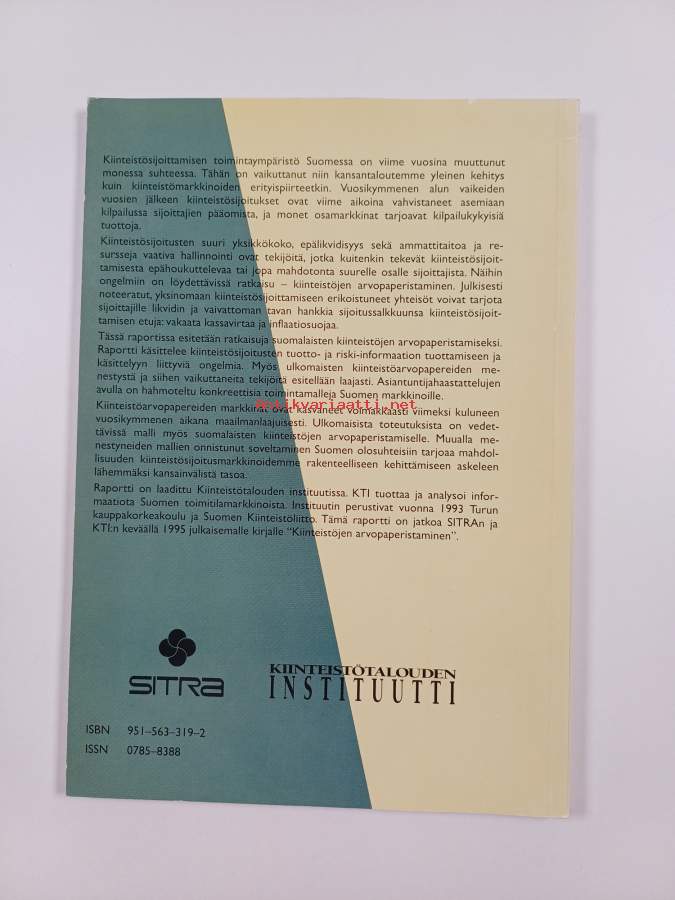 Kiinteistösijoittamisen toimintaympäristö Suomessa on viime vuosina muuttunut
monessa suhteessa. Tähän on vaikuttanut niin kansantaloutemme yleinen kehitys
kuin kiinteistömarkkinoiden erityispiirteetkin. Vuosikymmenen alun vaikeiden
vuosien jälkeen kiinteistösijoitukset ovat viime aikoina vahvistaneet asemiaan
kilpailussa sijoittajien pääomista, ja monet osamarkkinat tarjoavat kilpailukykyisiä
tuottoja.
Kiinteistösijoitusten suuri yksikkökoko, epälikvidisyys sekä ammattitaitoa ja re-
sursseja vaativa hallinnointi ovat tekijöitä, jotka kuitenkin tekevät kiinteistösijoit-
tamisesta epähoukuttelevaa tai jopa mahdotonta suurelle osalle sijoittajista. Näihin
ongelmiin on löydettävissä ratkaisu – kiinteistöjen arvopaperistaminen. Julkisesti
noteeratut, yksinomaan kiinteistösijoittamiseen erikoistuneet yhteisöt voivat tarjota
sijoittajille likvidin ja vaivattoman tavan hankkia sijoitussalkkuunsa kiinteistösijoit-
tamisen etuja: vakaata kassavirtaa ja inflaatiosuojaa.
Tässä raportissa esitetään ratkaisuja suomalaisten kiinteistöjen arvopaperistamiseksi.
Raportti käsittelee kiinteistösijoitusten tuotto- ja riski-informaation tuottamiseen ja
käsittelyyn liittyviä ongelmia. Myös ulkomaisten kiinteistöarvopapereiden me-
nestystä ja siihen vaikuttaneita tekijöitä esitellään laajasti. Asiantuntijahaastattelujen
avulla on hahmoteltu konkreettisia toimintamalleja Suomen markkinoille.
antikvariaatti.net
Kiinteistöarvopapereiden markkinat ovat kasvaneet voimakkaasti viimeksi kuluneen
vuosikymmenen aikana maailmanlaajuisesti. Ulkomaisista toteutuksista on vedet-
tävissä malli myös suomalaisten kiinteistöjen arvopaperistamiselle. Muualla me-
nestyneiden mallien onnistunut soveltaminen Suomen olosuhteisiin tarjoaa mahdol-
lisuuden kiinteistösijoitusmarkkinoidemme rakenteelliseen kehittämiseen askeleen
lähemmäksi kansainvälistä tasoa.
Raportti on laadittu Kiinteistötalouden instituutissa. KTI tuottaa ja analysoi infor-
maatiota Suomen toimitilamarkkinoista. Instituutin perustivat vuonna 1993 Turun
kauppakorkeakoulu ja Suomen Kiinteistöliitto. Tämä raportti on jatkoa SITRAn ja
KTI:n keväällä 1995 julkaisemalle kirjalle "Kiinteistöjen arvopaperistaminen".
SITRA
KIINTEISTÖTALOUDEN
INSTITUUTTI
ISBN 951–563–319–2
ISSN 0785–8388